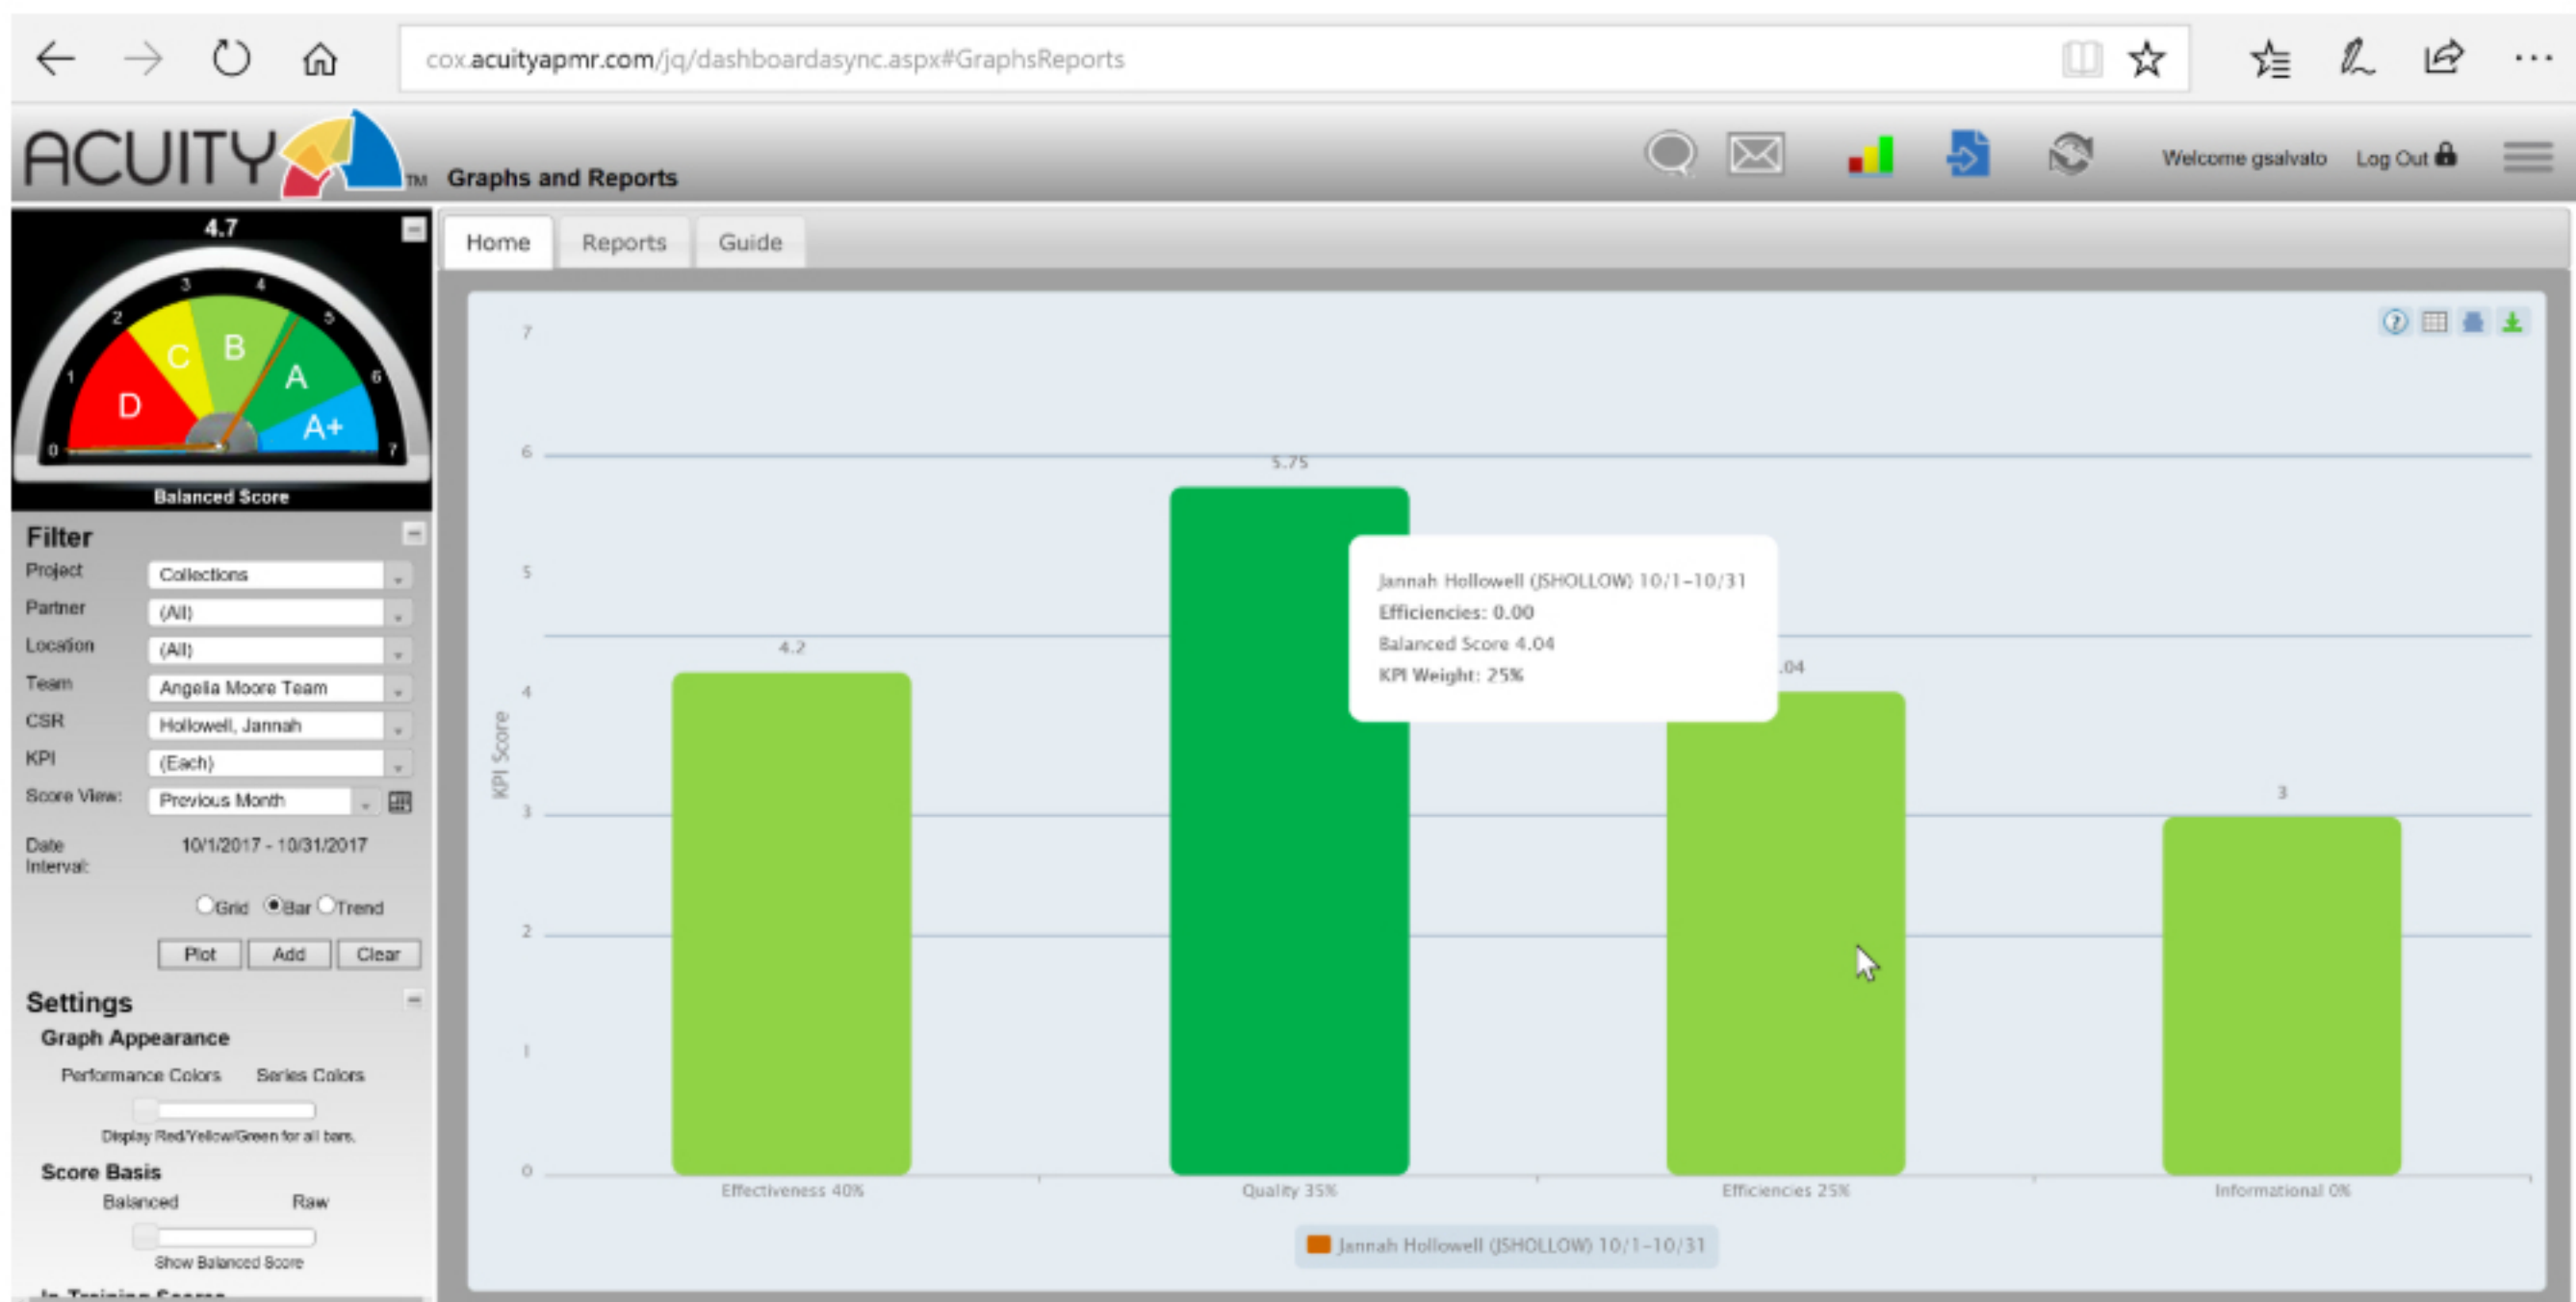 cox.acuityapmr.com/jq/dashboardasync.aspx#GraphsReports
ACUITY TM Graphs and Reports
Welcome gsalvato Log Out
4.7
0 1 2 3 4 5 6 7
D C B A A+
Balanced Score
Filter
Project Collections
Partner (All)
Location (All)
Team Angelia Moore Team
CSR Hollowell, Jannah
KPI (Each)
Score View: Previous Month
Date 10/1/2017 - 10/31/2017
Interval:
Grid Bar Trend
Plot Add Clear
Settings
Graph Appearance
Performance Colors Series Colors
Display Red/Yellow/Green for all bars.
Score Basis
Balanced Raw
Show Balanced Score
In-Training Scores
Home Reports Guide
7
6
5
4
3
2
1
0
KPI Score
4.2
5.75
.04
3
Jannah Hollowell (JSHOLLOW) 10/1-10/31
Efficiencies: 0.00
Balanced Score 4.04
KPI Weight: 25%
Effectiveness 40% Quality 35% Efficiencies 25% Informational 0%
Jannah Hollowell (JSHOLLOW) 10/1-10/31